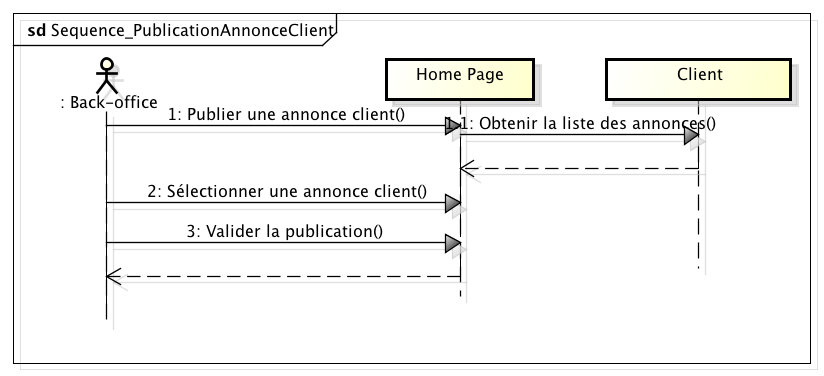 sd Sequence_PublicationAnnonceClient
Home Page
Client
: Back-office
1: Publier une annonce client()
1.1: Obtenir la liste des annonces()
2: Sélectionner une annonce client()
3: Valider la publication()